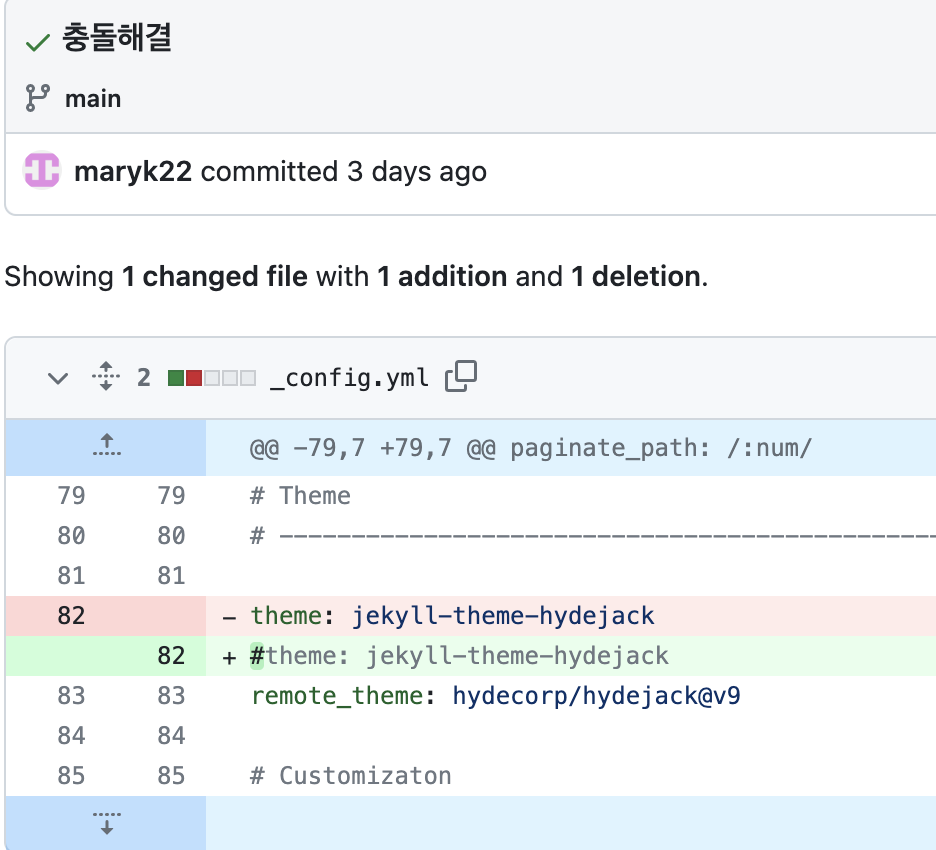 충돌해결
main
maryk22 committed 3 days ago
Showing 1 changed file with 1 addition and 1 deletion.
2 _config.yml
@@ -79,7 +79,7 @@ paginate_path: /:num/
79 79 # Theme
80 80 # ------------------------------------------------
81 81
82 - theme: jekyll-theme-hydejack
82 + #theme: jekyll-theme-hydejack
83 83 remote_theme: hydecorp/hydejack@v9
84 84
85 85 # Customizaton